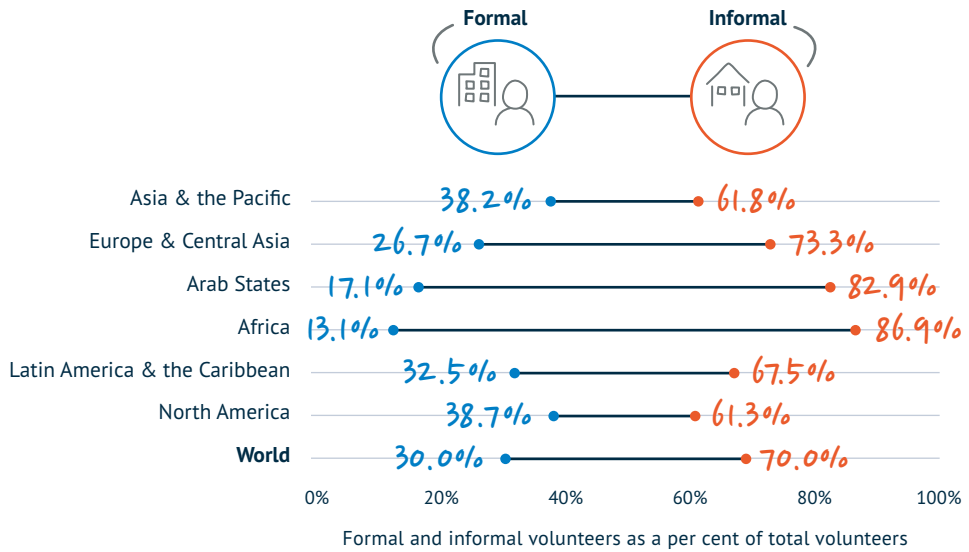 Formal Informal
Asia & the Pacific 38.2% 61.8%
Europe & Central Asia 26.7% 73.3%
Arab States 17.1% 82.9%
Africa 13.1% 86.9%
Latin America & the Caribbean 32.5% 67.5%
North America 38.7% 61.3%
World 30.0% 70.0%
0% 20% 40% 60% 80% 100%
Formal and informal volunteers as a per cent of total volunteers